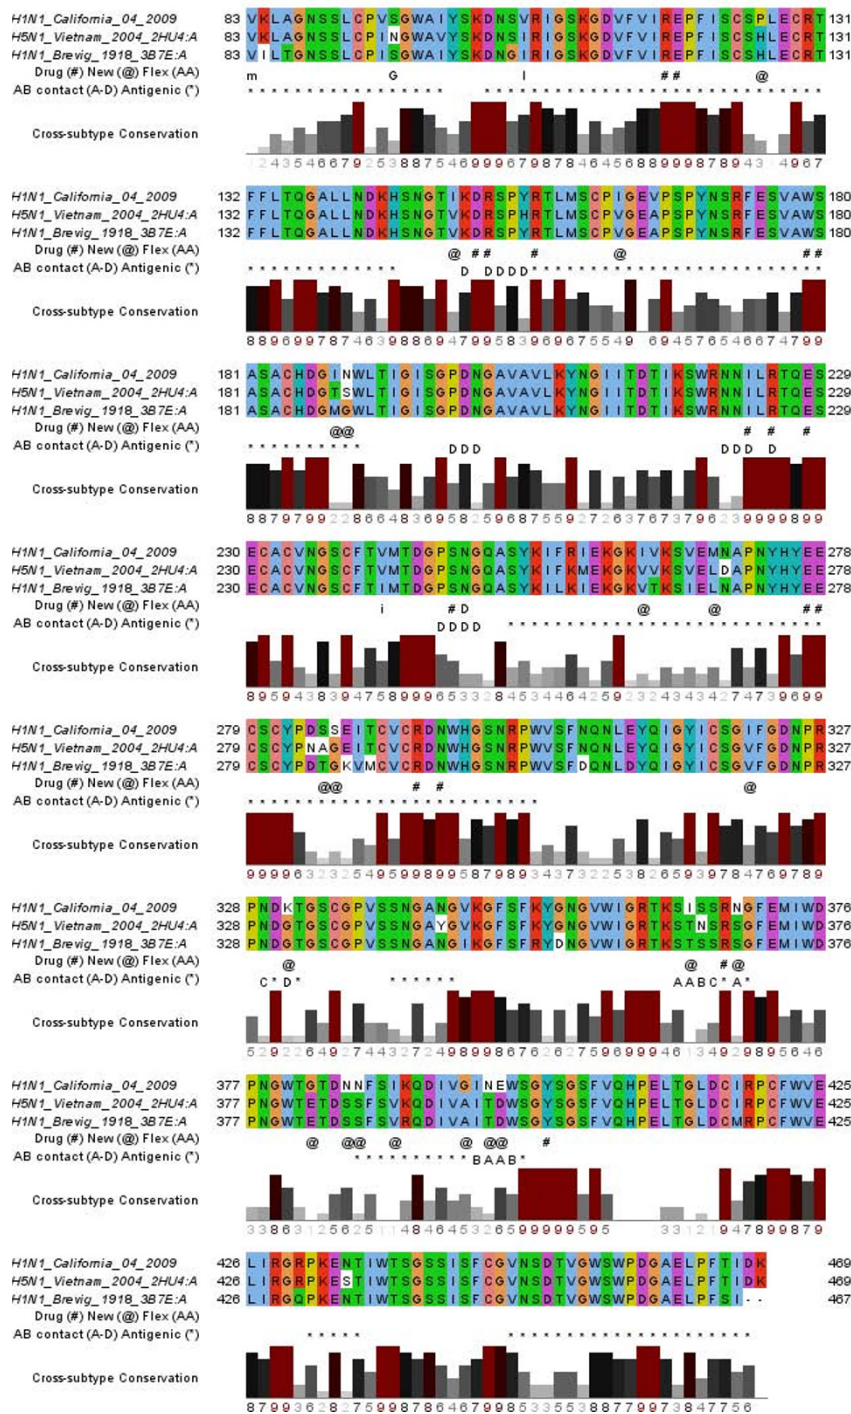 H1N1_California_04_2009 83 VKLAGNSSLCPVSGWAIYSKDNSVRIGSKGDVFVIREPFISCSPLECRT 131
H5N1_Vietnam_2004_2HU4:A 83 VKLAGNSSLCPINGWAVYSKDNSIRIGSKGDVFVIREPFISCSHLECRT 131
H1N1_Brevig_1918_3B7E:A 83 VILTGNSSLCPISGWAIYSKDNGIRIGSKGDVFVIREPFISCSHLECRT 131
Drug (#) New (@) Flex (AA) m G I ## @
AB contact (A-D) Antigenic (*) * * * * * * * * * * * * * * * * * * * * * * * * * * * * * * * * * * * * * * * * * * * *
Cross-subtype Conservation
H1N1_California_04_2009 132 FFLTQGALLNDKHSNGTIKDRSPYRTLMSCPIGEVPSPYNSRFESVAWS 180
H5N1_Vietnam_2004_2HU4:A 132 FFLTQGALLNDKHSNGTVKDRSPHRTLMSCPVGEAPSPYNSRFESVAWS 180
H1N1_Brevig_1918_3B7E:A 132 FFLTQGALLNDKHSNGTIKDRSPYRTLMSCPIGEVPSPYNSRFESVAWS 180
Drug (#) New (@) Flex (AA) @ ## # @ ##
AB contact (A-D) Antigenic (*) * * * * * * * * * * * * * D DDDD * * * * * * * * * * * * * * * * * * * * * * * *
Cross-subtype Conservation
H1N1_California_04_2009 181 ASACHDGINWLTIGISGPDNGAVAVLKYNGIITDTIKSWRNNILRTQES 229
H5N1_Vietnam_2004_2HU4:A 181 ASACHDGTSWLTIGISGPDNGAVAVLKYNGIITDTIKSWRNNILRTQES 229
H1N1_Brevig_1918_3B7E:A 181 ASACHDGMGWLTIGISGPDNGAVAVLKYNGIITDTIKSWRNNILRTQES 229
Drug (#) New (@) Flex (AA) @@ # # #
AB contact (A-D) Antigenic (*) * * * * * * * * * * DDD DDD D
Cross-subtype Conservation
H1N1_California_04_2009 230 ECACVNGSCFTVMTDGPSNGQASYKIFRIEKGKIVKSVEMNAPNYHYEE 278
H5N1_Vietnam_2004_2HU4:A 230 ECACVNGSCFTVMTDGPSNGQASYKIFKMEKGKVVKSVELDAPNYHYEE 278
H1N1_Brevig_1918_3B7E:A 230 ECACVNGSCFTIMTDGPSNGQASYKILKIEKGKVTKSIELNAPNYHYEE 278
Drug (#) New (@) Flex (AA) i # D @ @ ##
AB contact (A-D) Antigenic (*) DDDD * * * * * * * * * * * * * * * * * * * * * * * * * * *
Cross-subtype Conservation
H1N1_California_04_2009 279 CSCYPDSSEITCVCRDNWHGSNRPWVSFNQNLEYQIGYICSGIFGDNPR 327
H5N1_Vietnam_2004_2HU4:A 279 CSCYPNAGEITCVCRDNWHGSNRPWVSFNQNLEYQIGYICSGVFGDNPR 327
H1N1_Brevig_1918_3B7E:A 279 CSCYPDTGKVMCVCRDNWHGSNRPWVSFDQNLDYQIGYICSGVFGDNPR 327
Drug (#) New (@) Flex (AA) @@ # # @
AB contact (A-D) Antigenic (*) * * * * * * * * * * * * * * * * * * * * * * * * *
Cross-subtype Conservation
H1N1_California_04_2009 328 PNDKTGSCGPVSSNGANGVKGFSFKYGNGVWIGRTKSISSRNGFEMIWD 376
H5N1_Vietnam_2004_2HU4:A 328 PNDGTGSCGPVSSNGAYGVKGFSFKYGNGVWIGRTKSTNSRSGFEMIWD 376
H1N1_Brevig_1918_3B7E:A 328 PNDGTGSCGPVSSNGANGIKGFSFRYDNGVWIGRTKSTSSRSGFEMIWD 376
Drug (#) New (@) Flex (AA) @ @ # @
AB contact (A-D) Antigenic (*) C * D * * * * * * * AABC * A *
Cross-subtype Conservation
H1N1_California_04_2009 377 PNGWTGTDNNFSIKQDIVGINEWSGYSGSFVQHPELTGLDCIRPCFWVE 425
H5N1_Vietnam_2004_2HU4:A 377 PNGWTETDSSFSVKQDIVAITDWSGYSGSFVQHPELTGLDCIRPCFWVE 425
H1N1_Brevig_1918_3B7E:A 377 PNGWTETDSSFSVRQDIVAITDWSGYSGSFVQHPELTGLDCMRPCFWVE 425
Drug (#) New (@) Flex (AA) @ @@ @ @ @@ #
AB contact (A-D) Antigenic (*) * * * * * * * * * * BAAB *
Cross-subtype Conservation
H1N1_California_04_2009 426 LIRGRPKENTIWTSGSSISFCGVNSDTVGWSWPDGAELPFTIDK 469
H5N1_Vietnam_2004_2HU4:A 426 LIRGRPKESTIWTSGSSISFCGVNSDTVGWSWPDGAELPFTIDK 469
H1N1_Brevig_1918_3B7E:A 426 LIRGQPKENTIWTSGSSISFCGVNSDTVGWSWPDGAELPFSI-- 467
Drug (#) New (@) Flex (AA)
AB contact (A-D) Antigenic (*) * * * * * * * * * * * * * * * * * * * * * * * * *
Cross-subtype Conservation